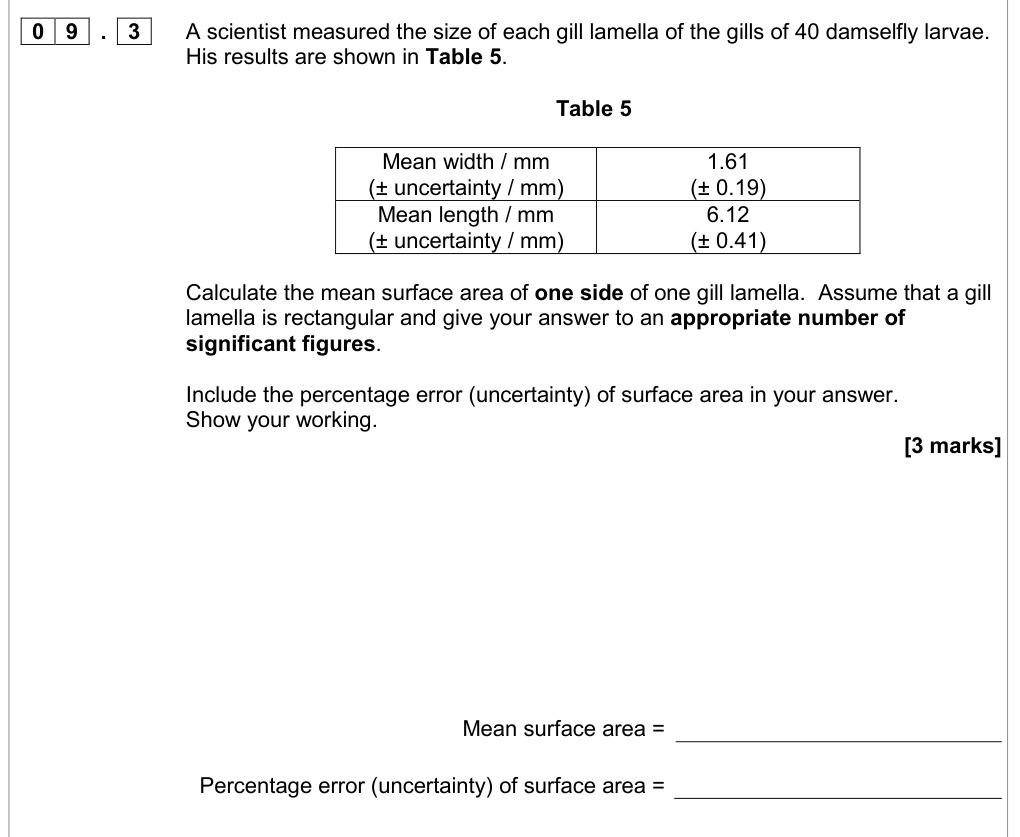 0 9 . 3 A scientist measured the size of each gill lamella of the gills of 40 damselfly larvae.
His results are shown in Table 5.
Table 5
Mean width / mm 1.61
(± uncertainty / mm) (± 0.19)
Mean length / mm 6.12
(± uncertainty / mm) (± 0.41)
Calculate the mean surface area of one side of one gill lamella. Assume that a gill
lamella is rectangular and give your answer to an appropriate number of
significant figures.
Include the percentage error (uncertainty) of surface area in your answer.
Show your working.
[3 marks]
Mean surface area =
Percentage error (uncertainty) of surface area =